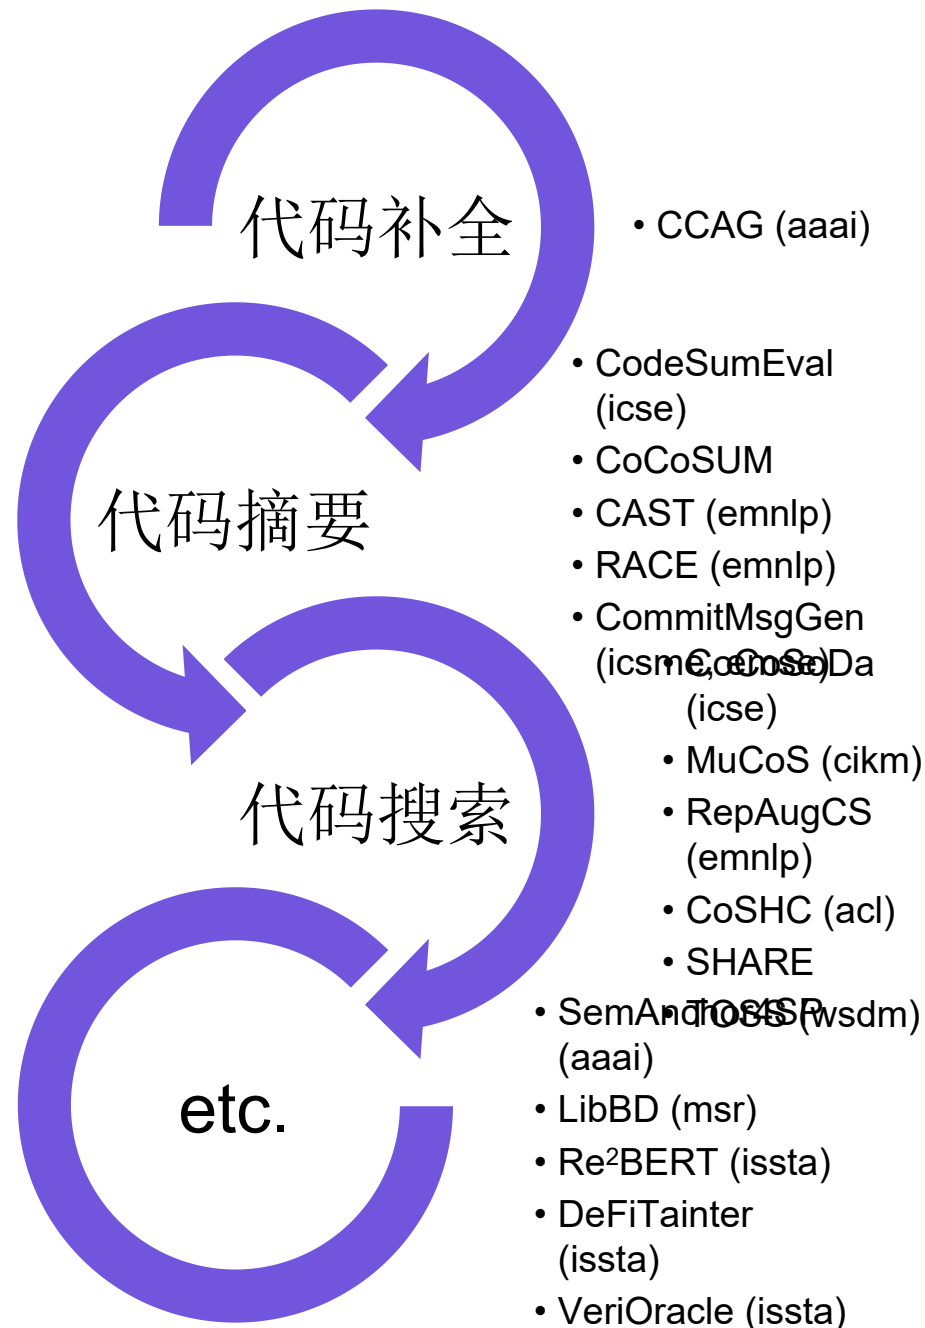 代码补全
• CCAG (aaai)
代码摘要
• CodeSumEval
(icse)
• CoCoSUM
• CAST (emnlp)
• RACE (emnlp)
• CommitMsgGen
(icsme, emse)
代码搜索
• CoCoSoDa
(icse)
• MuCoS (cikm)
• RepAugCS
(emnlp)
• CoSHC (acl)
• SHARE
• TOSS (wsdm)
etc.
• SemAnchor4SP
(aaai)
• LibBD (msr)
• Re²BERT (issta)
• DeFiTainter
(issta)
• VeriOracle (issta)